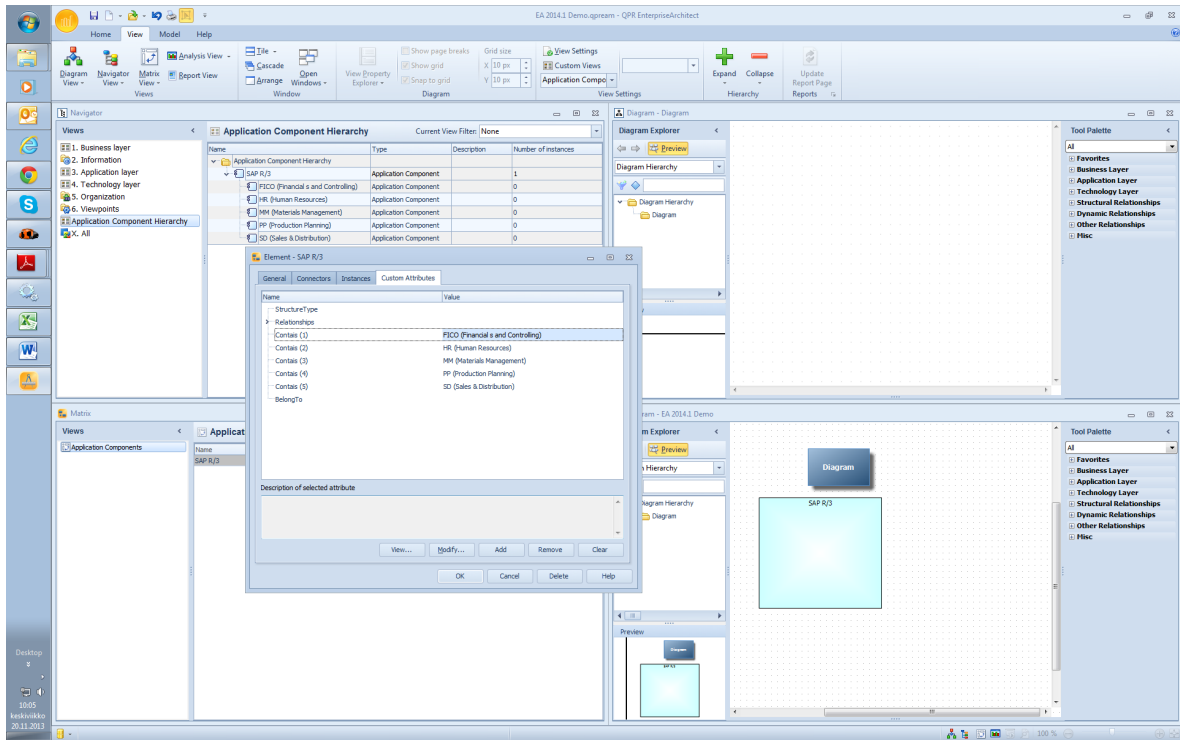 EA 2014.1 Demo.qpream - QPR EnterpriseArchitect
Home View Model Help
Diagram View
Navigator View
Matrix View
Analysis View
Report View
Views
Tile
Cascade
Arrange
Open Windows
Window
View Property Explorer
Show page breaks
Show grid
Snap to grid
Grid size
X 10 px
Y 10 px
Diagram
View Settings
Custom Views
Application Compo
View Settings
Expand
Collapse
Hierarchy
Update Report Page
Reports
Navigator
Views
1. Business layer
2. Information
3. Application layer
4. Technology layer
5. Organization
6. Viewpoints
Application Component Hierarchy
X. All
Application Component Hierarchy
Current View Filter: None
Name Type Description Number of instances
Application Component Hierarchy
SAP R/3 Application Component 1
FICO (Financial s and Controlling) Application Component 0
HR (Human Resources) Application Component 0
MM (Materials Management) Application Component 0
PP (Production Planning) Application Component 0
SD (Sales & Distribution) Application Component 0
Diagram - Diagram
Diagram Explorer
Preview
Diagram Hierarchy
Diagram Hierarchy
Diagram
Tool Palette
All
Favorites
Business Layer
Application Layer
Technology Layer
Structural Relationships
Dynamic Relationships
Other Relationships
Misc
Element - SAP R/3
General Connectors Instances Custom Attributes
Name Value
StructureType
Relationships
Contais (1) FICO (Financial s and Controlling)
Contais (2) HR (Human Resources)
Contais (3) MM (Materials Management)
Contais (4) PP (Production Planning)
Contais (5) SD (Sales & Distribution)
BelongTo
Description of selected attribute
View... Modify... Add Remove Clear
OK Cancel Delete Help
Matrix
Views
Application Components
Applicat
Name
SAP R/3
ram - EA 2014.1 Demo
m Explorer
Preview
n Hierarchy
iagram Hierarchy
Diagram
Preview
Diagram
SAP R/3
Diagram
SAP R/3
Tool Palette
All
Favorites
Business Layer
Application Layer
Technology Layer
Structural Relationships
Dynamic Relationships
Other Relationships
Misc
Desktop
10:05
keskiviikko
20.11.2013
100 %